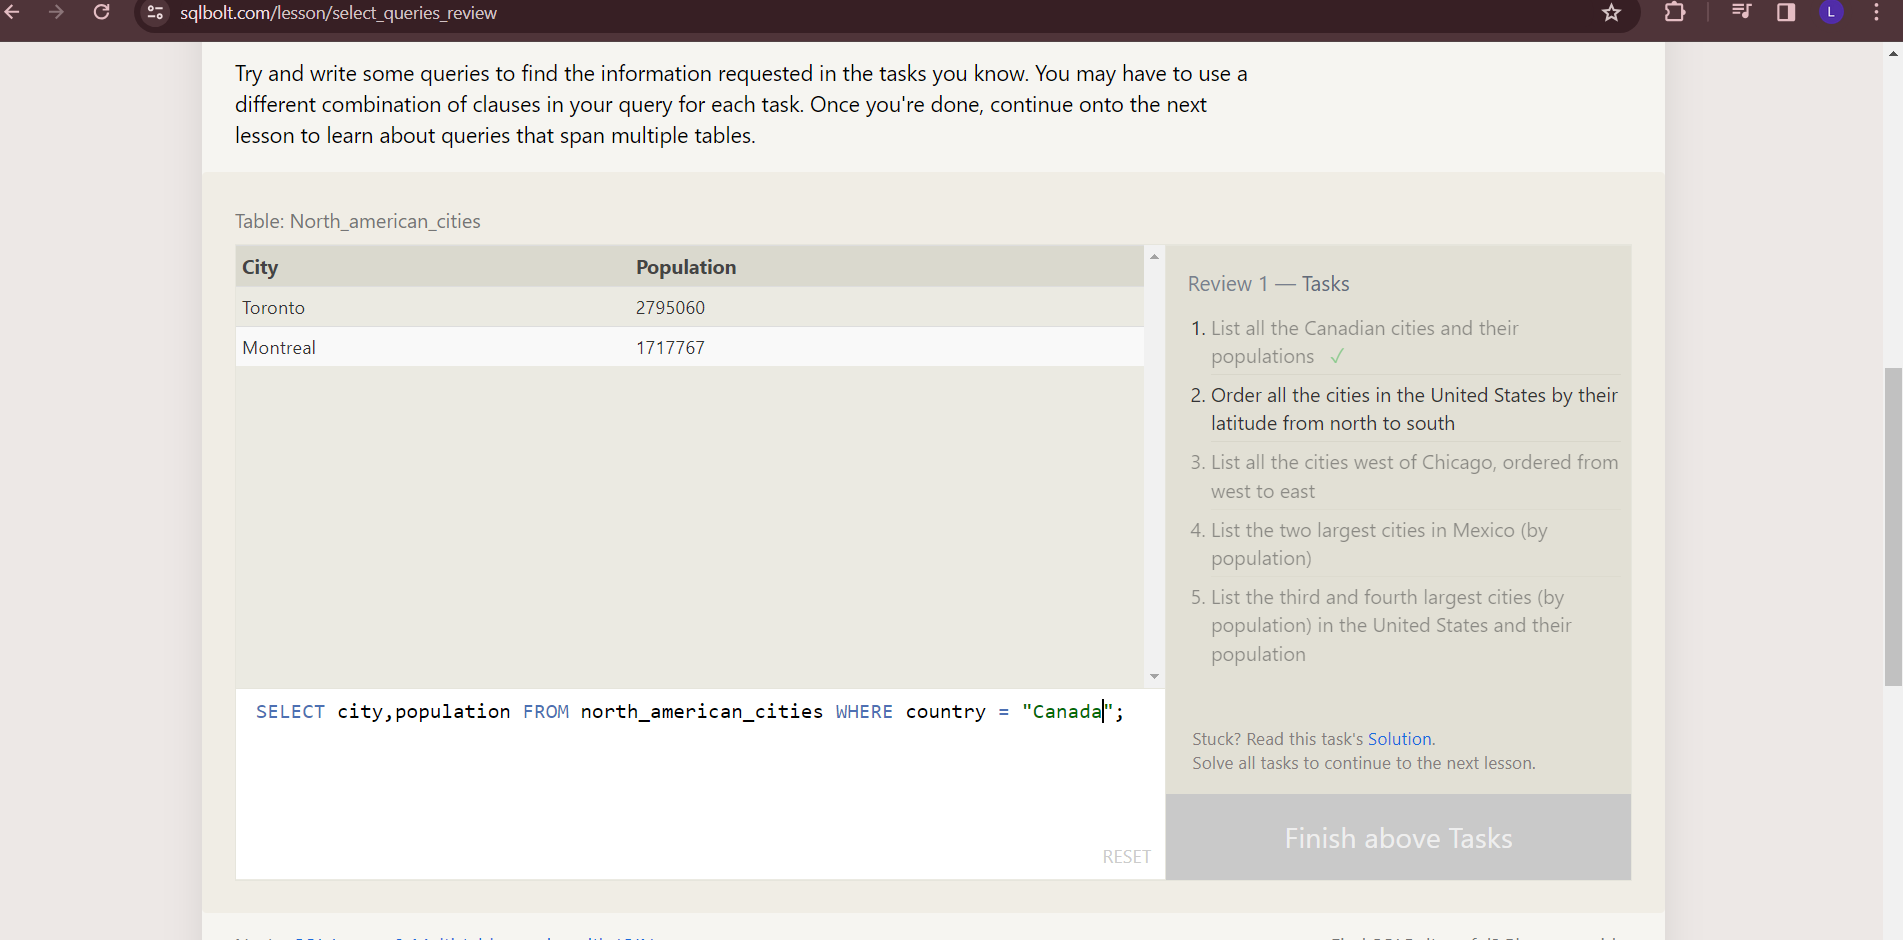 sqlbolt.com/lesson/select_queries_review
L
Try and write some queries to find the information requested in the tasks you know. You may have to use a
different combination of clauses in your query for each task. Once you're done, continue onto the next
lesson to learn about queries that span multiple tables.
Table: North_american_cities
City Population
Toronto 2795060
Montreal 1717767
SELECT city,population FROM north_american_cities WHERE country = "Canada";
RESET
Review 1 — Tasks
1. List all the Canadian cities and their
populations ✓
2. Order all the cities in the United States by their
latitude from north to south
3. List all the cities west of Chicago, ordered from
west to east
4. List the two largest cities in Mexico (by
population)
5. List the third and fourth largest cities (by
population) in the United States and their
population
Stuck? Read this task's Solution.
Solve all tasks to continue to the next lesson.
Finish above Tasks